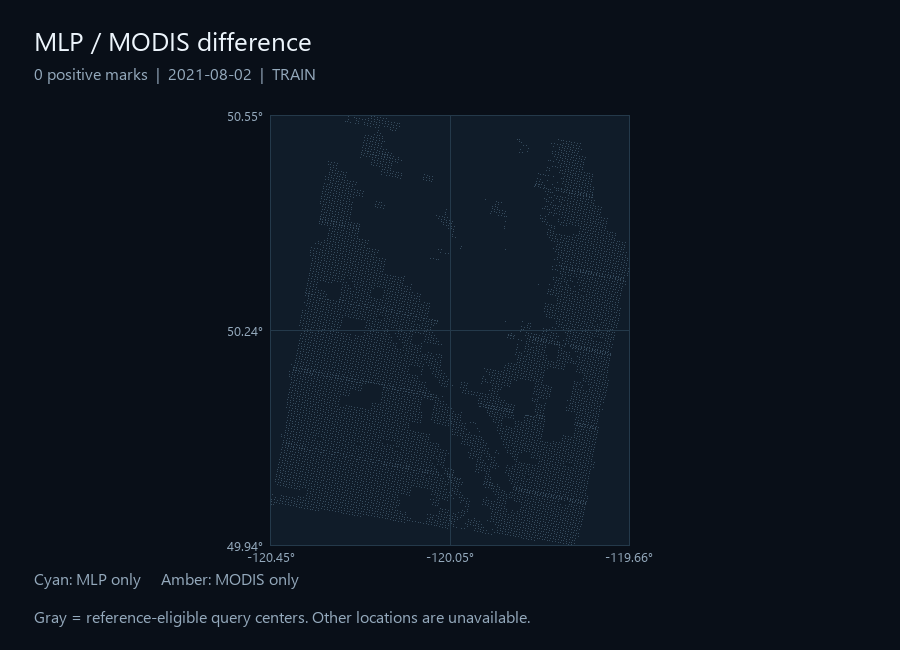 MLP / MODIS difference
0 positive marks | 2021-08-02 | TRAIN
50.55°
50.24°
49.94°
-120.45° -120.05° -119.66°
Cyan: MLP only Amber: MODIS only
Gray = reference-eligible query centers. Other locations are unavailable.